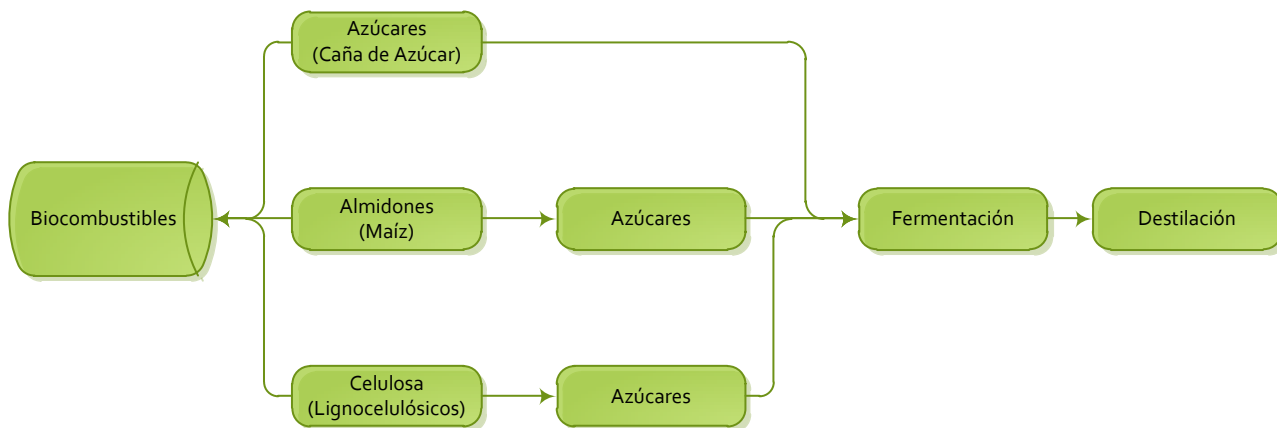 Azúcares
(Caña de Azúcar)
Biocombustibles
Almidones
(Maíz)
Azúcares
Fermentación
Destilación
Celulosa
(Lignocelulósicos)
Azúcares